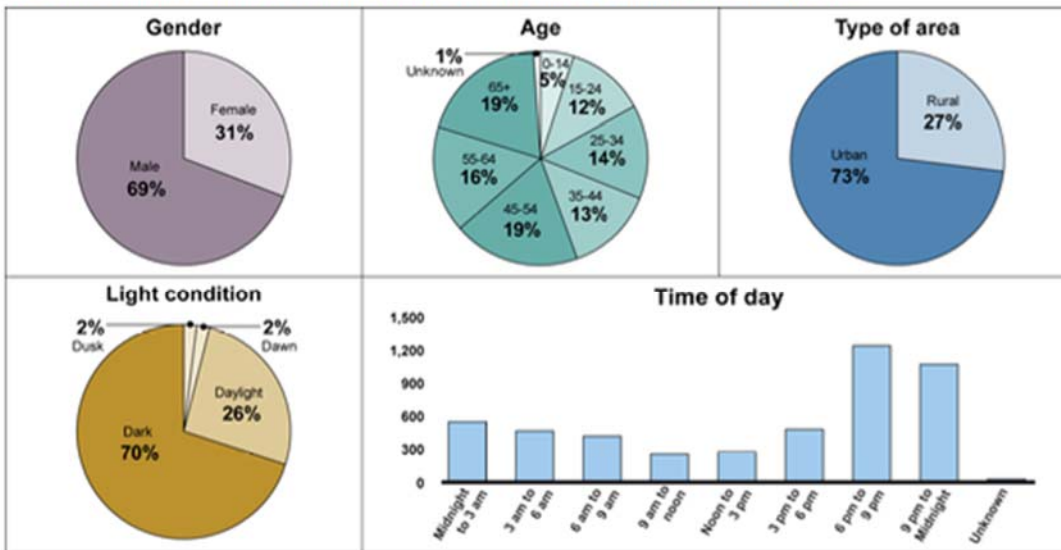 Gender
Female
31%
Male
69%
Age
1%
Unknown
0-14
5%
15-24
12%
25-34
14%
35-44
13%
45-54
19%
55-64
16%
65+
19%
Type of area
Rural
27%
Urban
73%
Light condition
2%
Dusk
2%
Dawn
Daylight
26%
Dark
70%
Time of day
1,500
1,200
900
600
300
0
Midnight
to 3 am
3 am to
6 am
6 am to
9 am
9 am to
noon
Noon to
3 pm
3 pm to
6 pm
6 pm to
9 pm
9 pm to
Midnight
Unknown